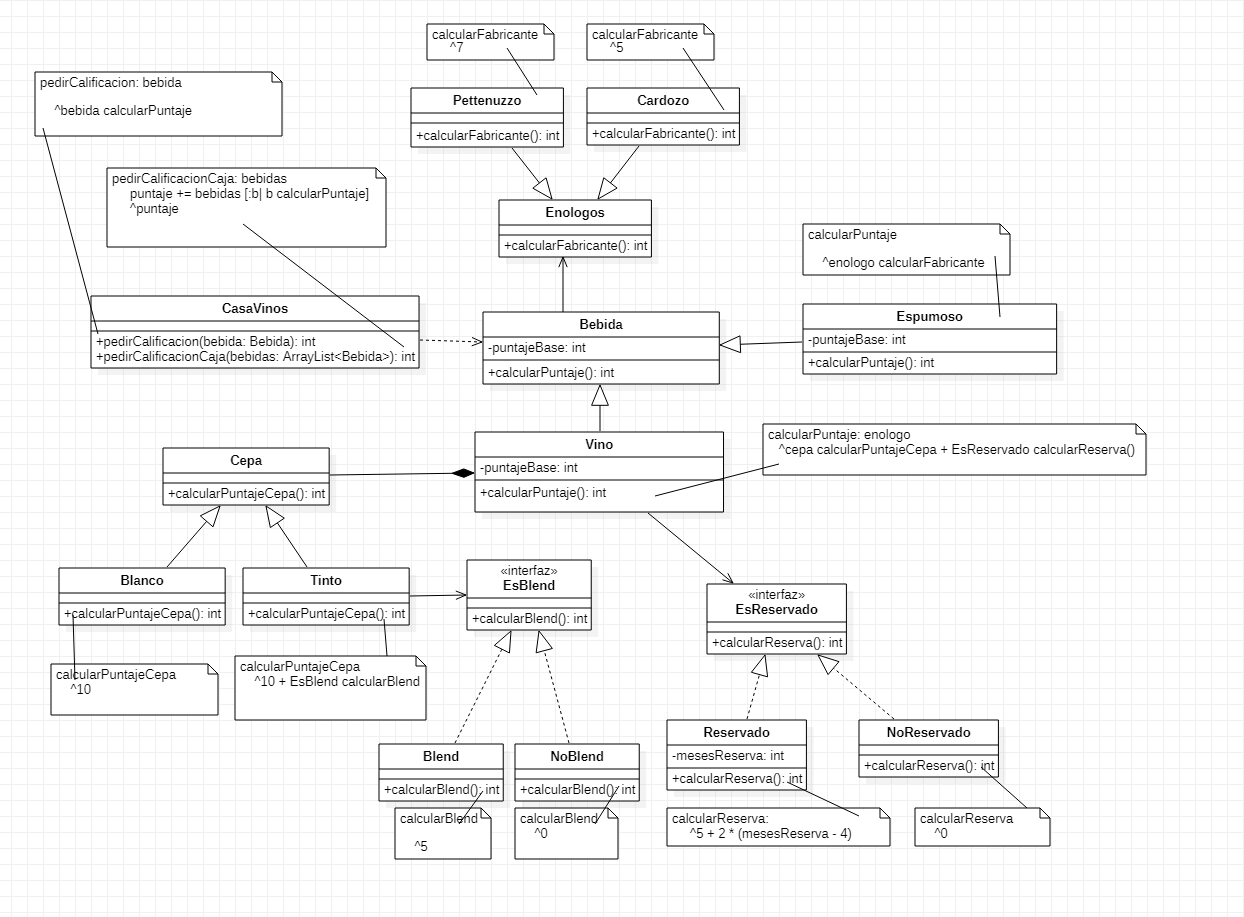 calcularFabricante
^7
calcularFabricante
^5
pedirCalificacion: bebida
^bebida calcularPuntaje
Pettenuzzo
+calcularFabricante(): int
Cardozo
+calcularFabricante(): int
pedirCalificacionCaja: bebidas
puntaje += bebidas [:b| b calcularPuntaje]
^puntaje
Enologos
+calcularFabricante(): int
calcularPuntaje
^enologo calcularFabricante
CasaVinos
+pedirCalificacion(bebida: Bebida): int
+pedirCalificacionCaja(bebidas: ArrayList<Bebida>): int
Bebida
-puntajeBase: int
+calcularPuntaje(): int
Espumoso
-puntajeBase: int
+calcularPuntaje(): int
Vino
-puntajeBase: int
+calcularPuntaje(): int
calcularPuntaje: enologo
^cepa calcularPuntajeCepa + EsReservado calcularReserva()
Cepa
+calcularPuntajeCepa(): int
Blanco
+calcularPuntajeCepa(): int
Tinto
+calcularPuntajeCepa(): int
«interfaz»
EsBlend
+calcularBlend(): int
«interfaz»
EsReservado
+calcularReserva(): int
calcularPuntajeCepa
^10
calcularPuntajeCepa
^10 + EsBlend calcularBlend
Blend
+calcularBlend(): int
NoBlend
+calcularBlend(): int
Reservado
-mesesReserva: int
+calcularReserva(): int
NoReservado
+calcularReserva(): int
calcularBlend
^5
calcularBlend
^0
calcularReserva:
^5 + 2 * (mesesReserva - 4)
calcularReserva
^0